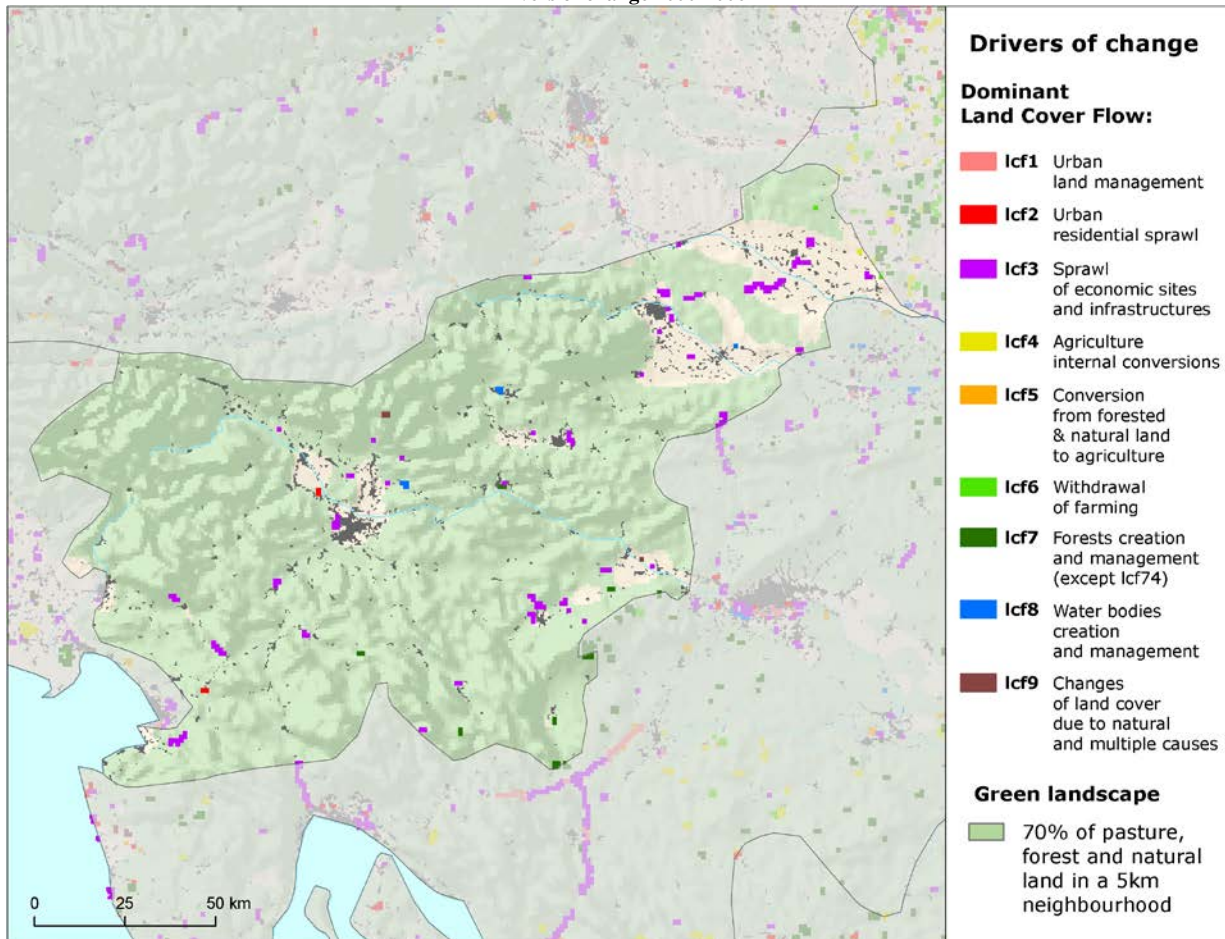 Drivers of change
Dominant
Land Cover Flow:
lcf1 Urban
land management
lcf2 Urban
residential sprawl
lcf3 Sprawl
of economic sites
and infrastructures
lcf4 Agriculture
internal conversions
lcf5 Conversion
from forested
& natural land
to agriculture
lcf6 Withdrawal
of farming
lcf7 Forests creation
and management
(except lcf74)
lcf8 Water bodies
creation
and management
lcf9 Changes
of land cover
due to natural
and multiple causes
Green landscape
70% of pasture,
forest and natural
land in a 5km
neighbourhood
0 25 50 km